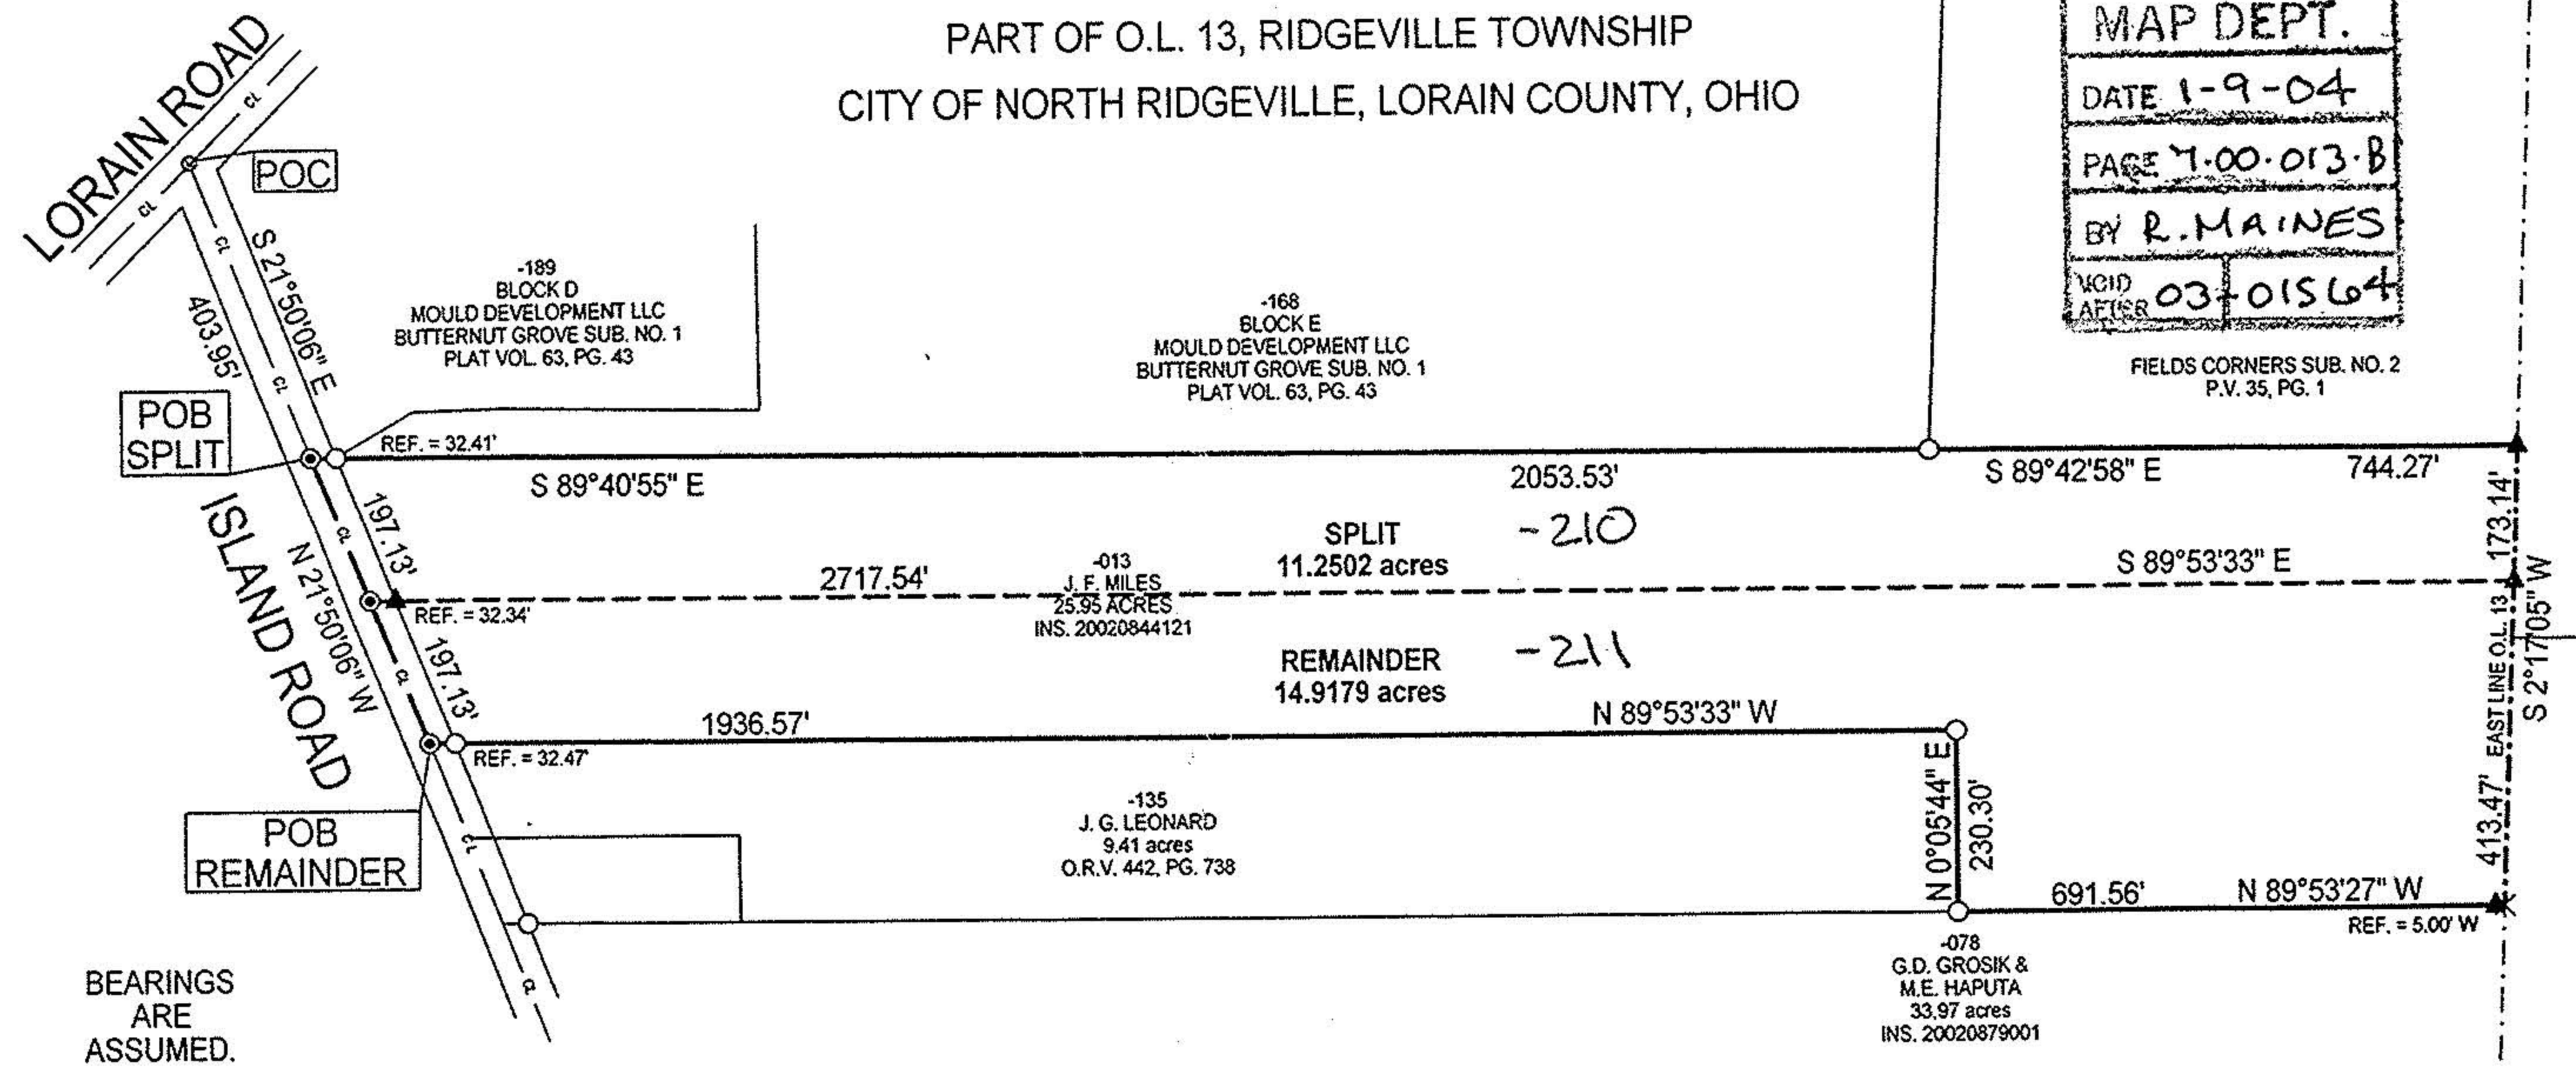 PART OF O.L. 13, RIDGEVILLE TOWNSHIP
CITY OF NORTH RIDGEVILLE, LORAIN COUNTY, OHIO
MAP DEPT.
DATE 1-9-04
PAGE 7.00.013.B
BY R. MAINES
VOID
AFTER 03-01564
FIELDS CORNERS SUB. NO. 2
P.V. 35, PG. 1
LORAIN ROAD
CL
CL
POC
CL
S 21°50'06" E
403.95'
CL
-189
BLOCK D
MOULD DEVELOPMENT LLC
BUTTERNUT GROVE SUB. NO. 1
PLAT VOL. 63, PG. 43
-168
BLOCK E
MOULD DEVELOPMENT LLC
BUTTERNUT GROVE SUB. NO. 1
PLAT VOL. 63, PG. 43
POB
SPLIT
REF. = 32.41'
S 89°40'55" E
2053.53'
S 89°42'58" E
744.27'
173.14'
ISLAND ROAD
197.13'
CL
N 21°50'06" W
SPLIT
11.2502 acres
-210
2717.54'
-013
J. F. MILES
25.95 ACRES
INS. 20020844121
S 89°53'33" E
REF. = 32.34'
197.13'
CL
REMAINDER
14.9179 acres
-211
EAST LINE O.L. 13
S 2°17'05" W
413.47'
1936.57'
N 89°53'33" W
REF. = 32.47'
POB
REMAINDER
CL
-135
J. G. LEONARD
9.41 acres
O.R.V. 442, PG. 738
N 0°05'44" E
230.30'
691.56'
N 89°53'27" W
REF. = 5.00' W
-078
G.D. GROSIK &
M.E. HAPUTA
33.97 acres
INS. 20020879001
CL
BEARINGS
ARE
ASSUMED.